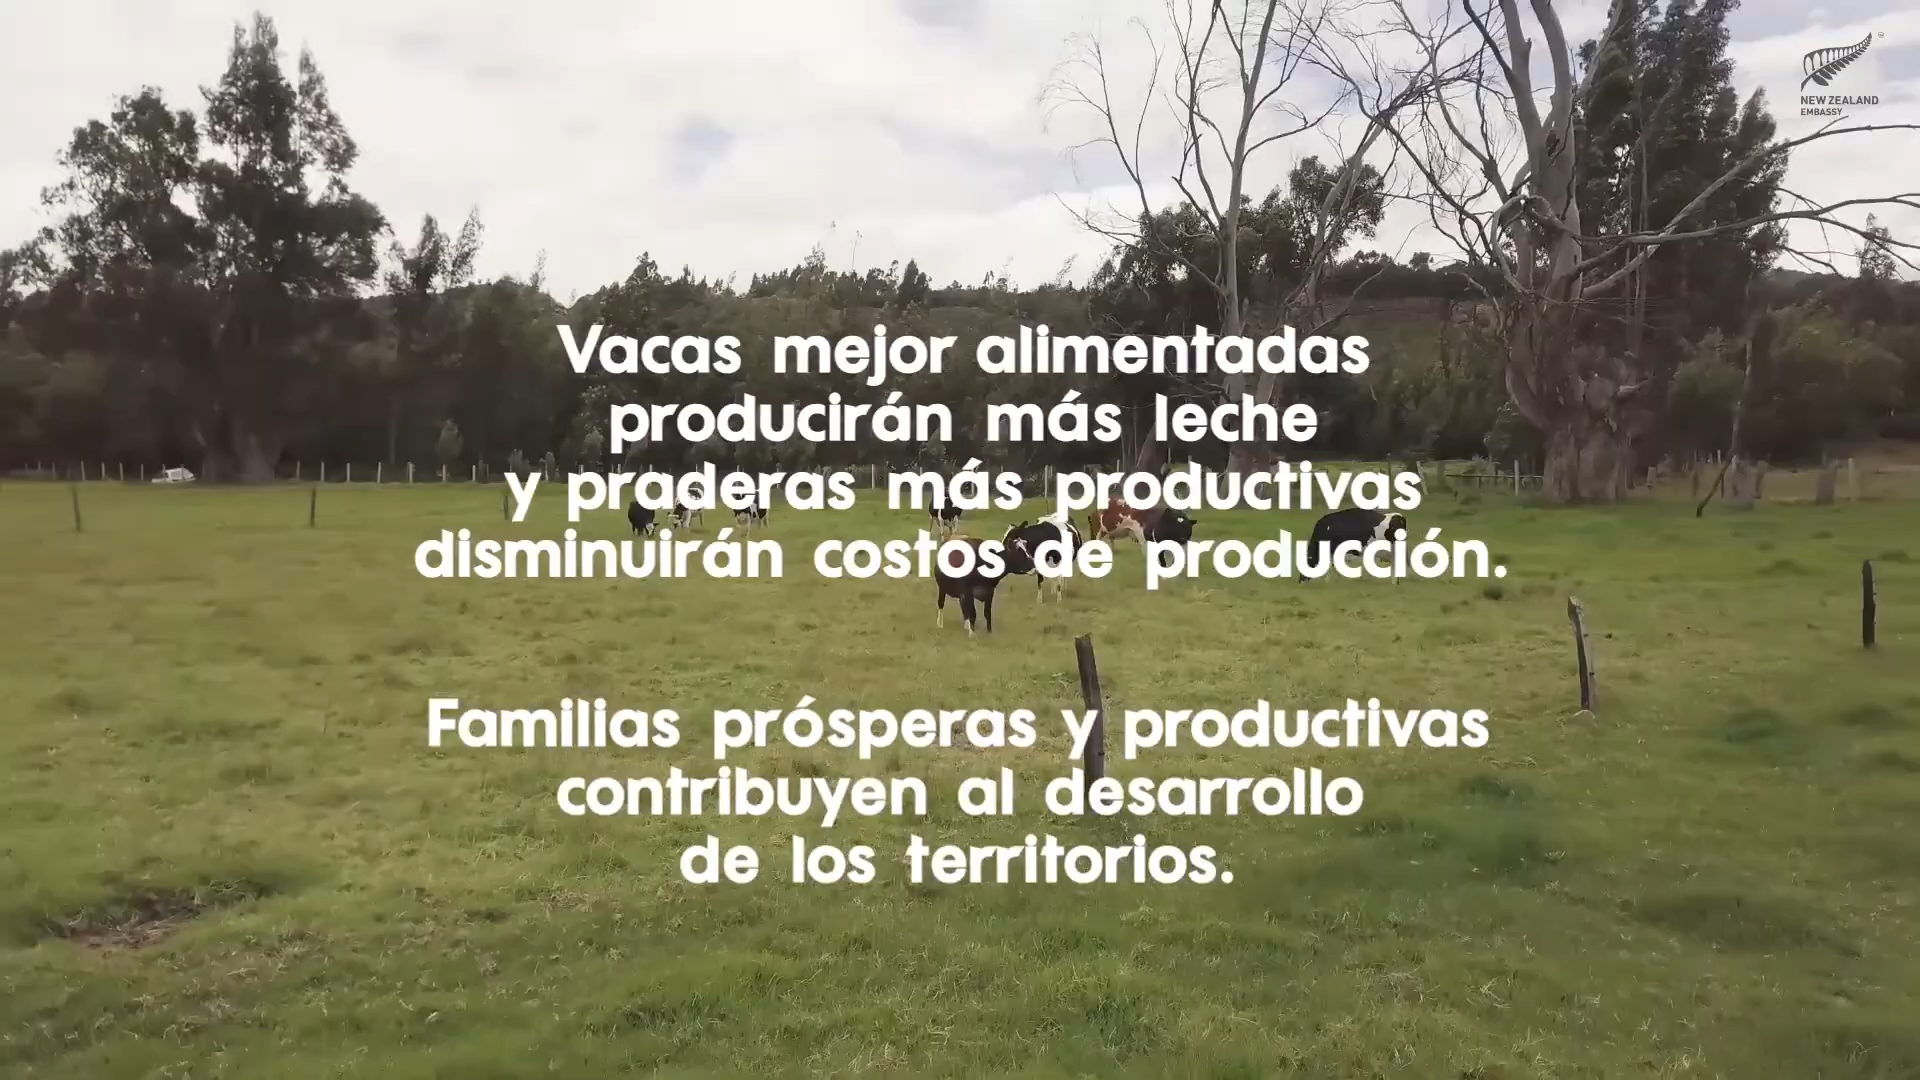 NEW ZEALAND
EMBASSY
Vacas mejor alimentadas
producirán más leche
y praderas más productivas
disminuirán costos de producción.
Familias prósperas y productivas
contribuyen al desarrollo
de los territorios.